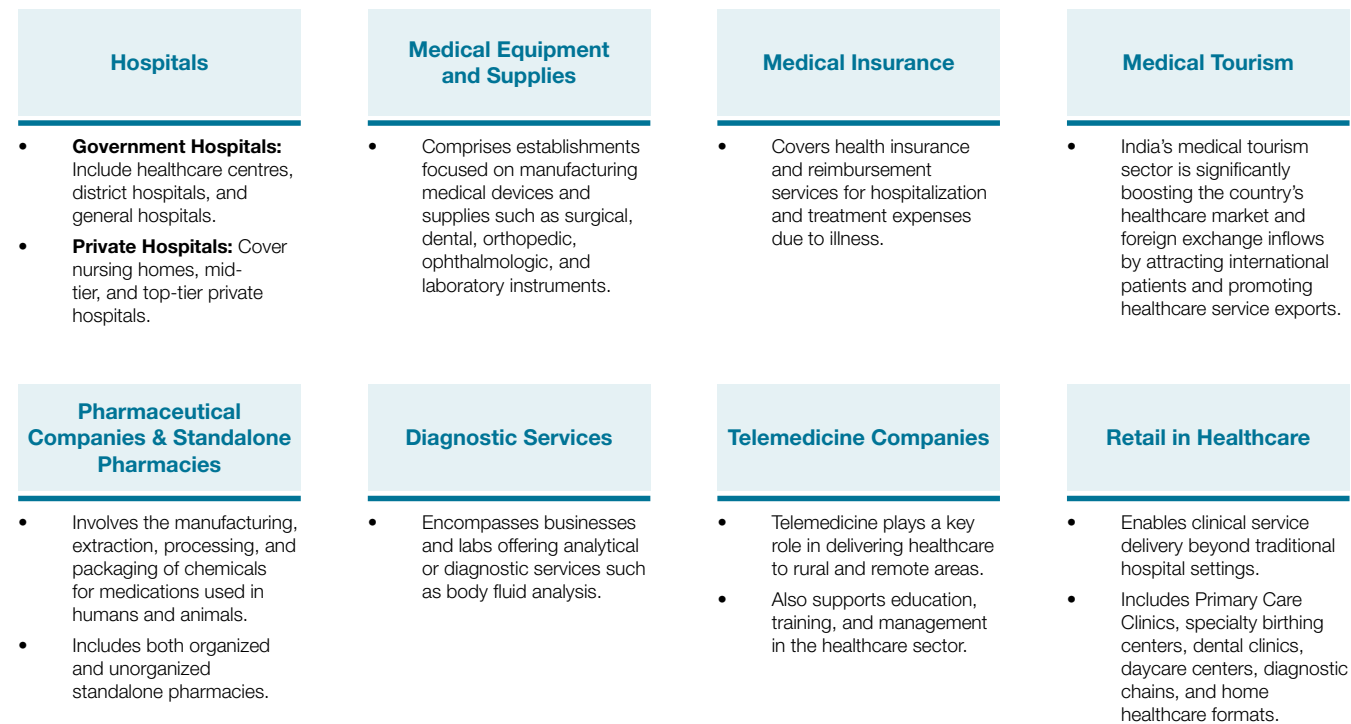 Hospitals
• Government Hospitals:
Include healthcare centres,
district hospitals, and
general hospitals.
• Private Hospitals: Cover
nursing homes, mid-
tier, and top-tier private
hospitals.
Medical Equipment
and Supplies
• Comprises establishments
focused on manufacturing
medical devices and
supplies such as surgical,
dental, orthopedic,
ophthalmologic, and
laboratory instruments.
Medical Insurance
• Covers health insurance
and reimbursement
services for hospitalization
and treatment expenses
due to illness.
Medical Tourism
• India’s medical tourism
sector is significantly
boosting the country’s
healthcare market and
foreign exchange inflows
by attracting international
patients and promoting
healthcare service exports.
Pharmaceutical
Companies & Standalone
Pharmacies
• Involves the manufacturing,
extraction, processing, and
packaging of chemicals
for medications used in
humans and animals.
• Includes both organized
and unorganized
standalone pharmacies.
Diagnostic Services
• Encompasses businesses
and labs offering analytical
or diagnostic services such
as body fluid analysis.
Telemedicine Companies
• Telemedicine plays a key
role in delivering healthcare
to rural and remote areas.
• Also supports education,
training, and management
in the healthcare sector.
Retail in Healthcare
• Enables clinical service
delivery beyond traditional
hospital settings.
• Includes Primary Care
Clinics, specialty birthing
centers, dental clinics,
daycare centers, diagnostic
chains, and home
healthcare formats.